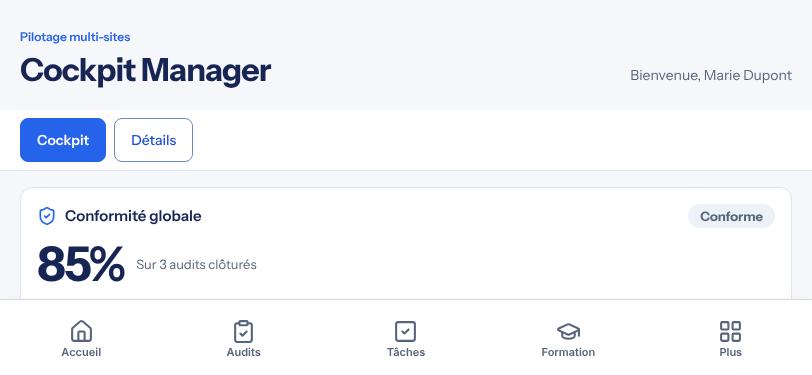 Pilotage multi-sites
Cockpit Manager
Bienvenue, Marie Dupont
Cockpit
Détails
Conformité globale
Conforme
85%
Sur 3 audits clôturés
Accueil
Audits
Tâches
Formation
Plus